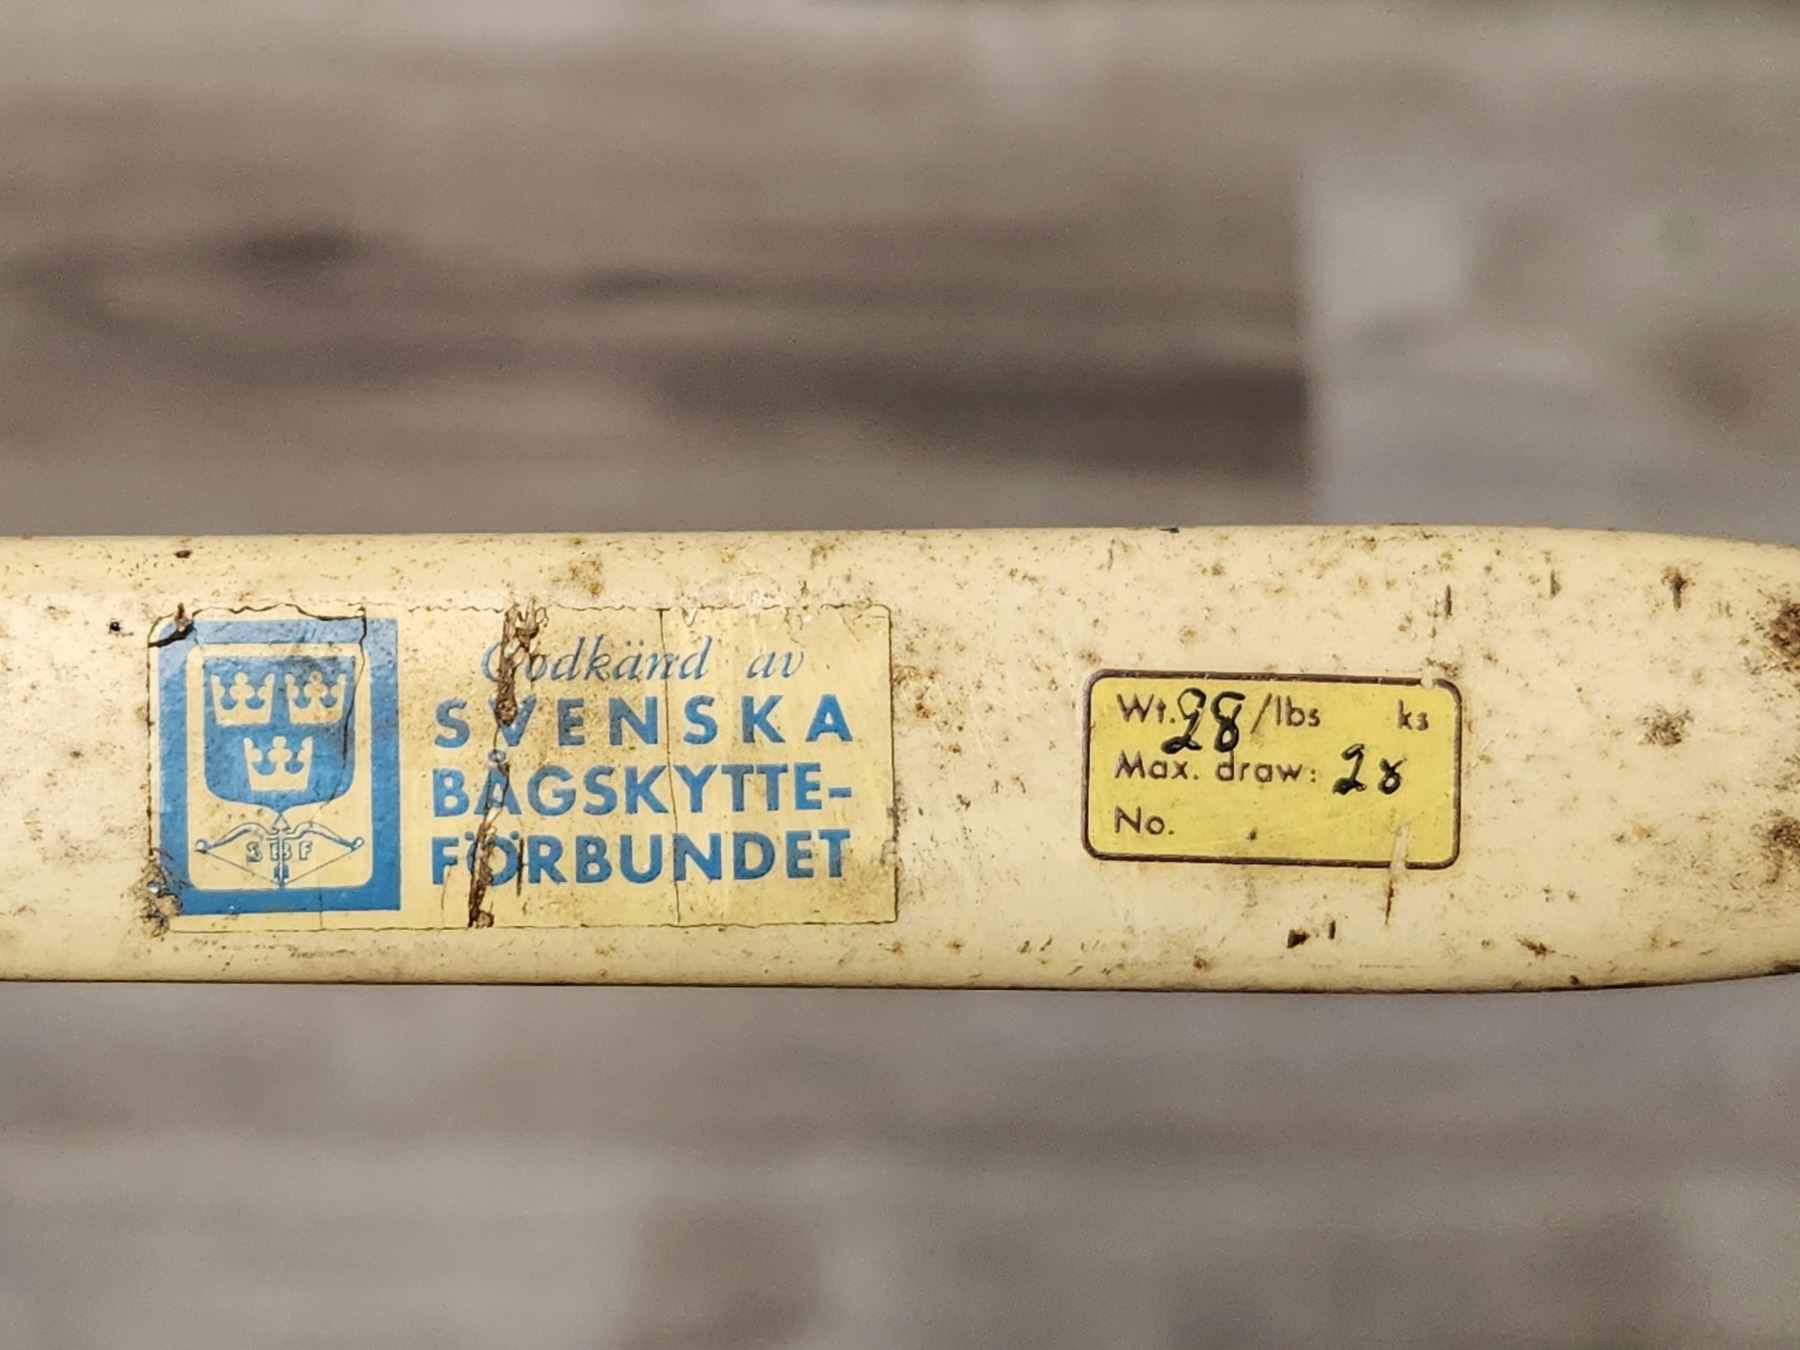 Godkänd av
SVENSKA
BÅGSKYTTE-
FÖRBUNDET
SBF
Wt. 28/lbs ks
Max. draw: 28
No.